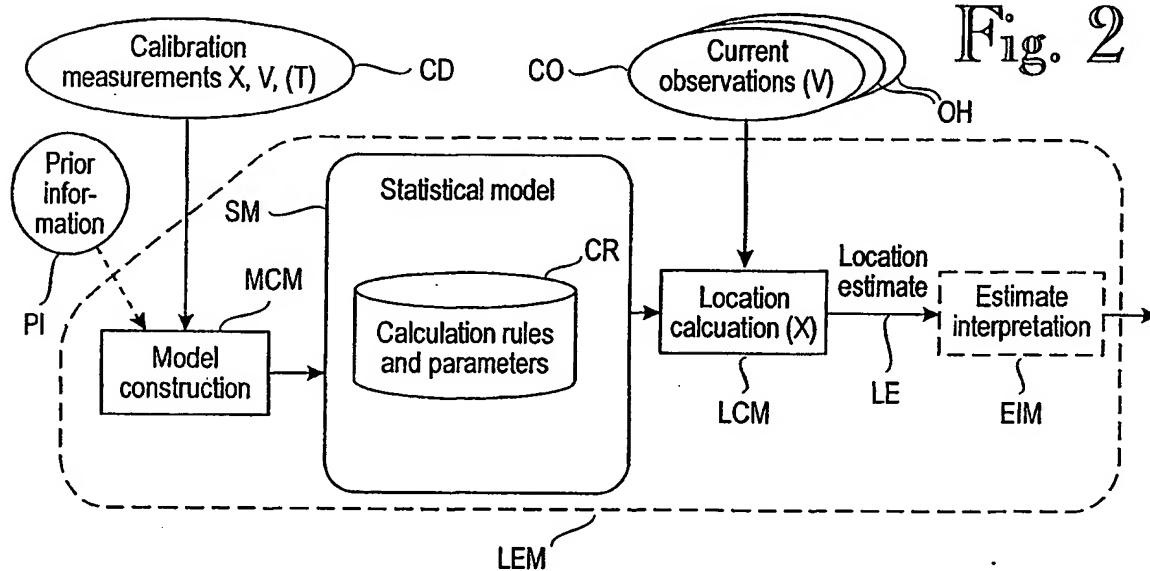 Fig. 2
Calibration
measurements X, V, (T)
CD
CO
Current
observations (V)
OH
Prior
infor-
mation
PI
SM
Statistical model
MCM
CR
Model
construction
Calculation rules
and parameters
Location
calcuation (X)
LCM
Location
estimate
LE
Estimate
interpretation
EIM
LEM